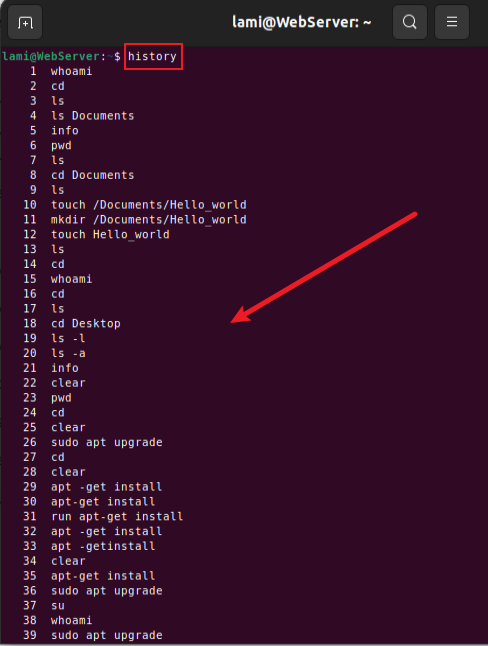 lami@WebServer: ~
lami@WebServer:~$ history
1 whoami
2 cd
3 ls
4 ls Documents
5 info
6 pwd
7 ls
8 cd Documents
9 ls
10 touch /Documents/Hello_world
11 mkdir /Documents/Hello_world
12 touch Hello_world
13 ls
14 cd
15 whoami
16 cd
17 ls
18 cd Desktop
19 ls -l
20 ls -a
21 info
22 clear
23 pwd
24 cd
25 clear
26 sudo apt upgrade
27 cd
28 clear
29 apt -get install
30 apt-get install
31 run apt-get install
32 apt -get install
33 apt -getinstall
34 clear
35 apt-get install
36 sudo apt upgrade
37 su
38 whoami
39 sudo apt upgrade